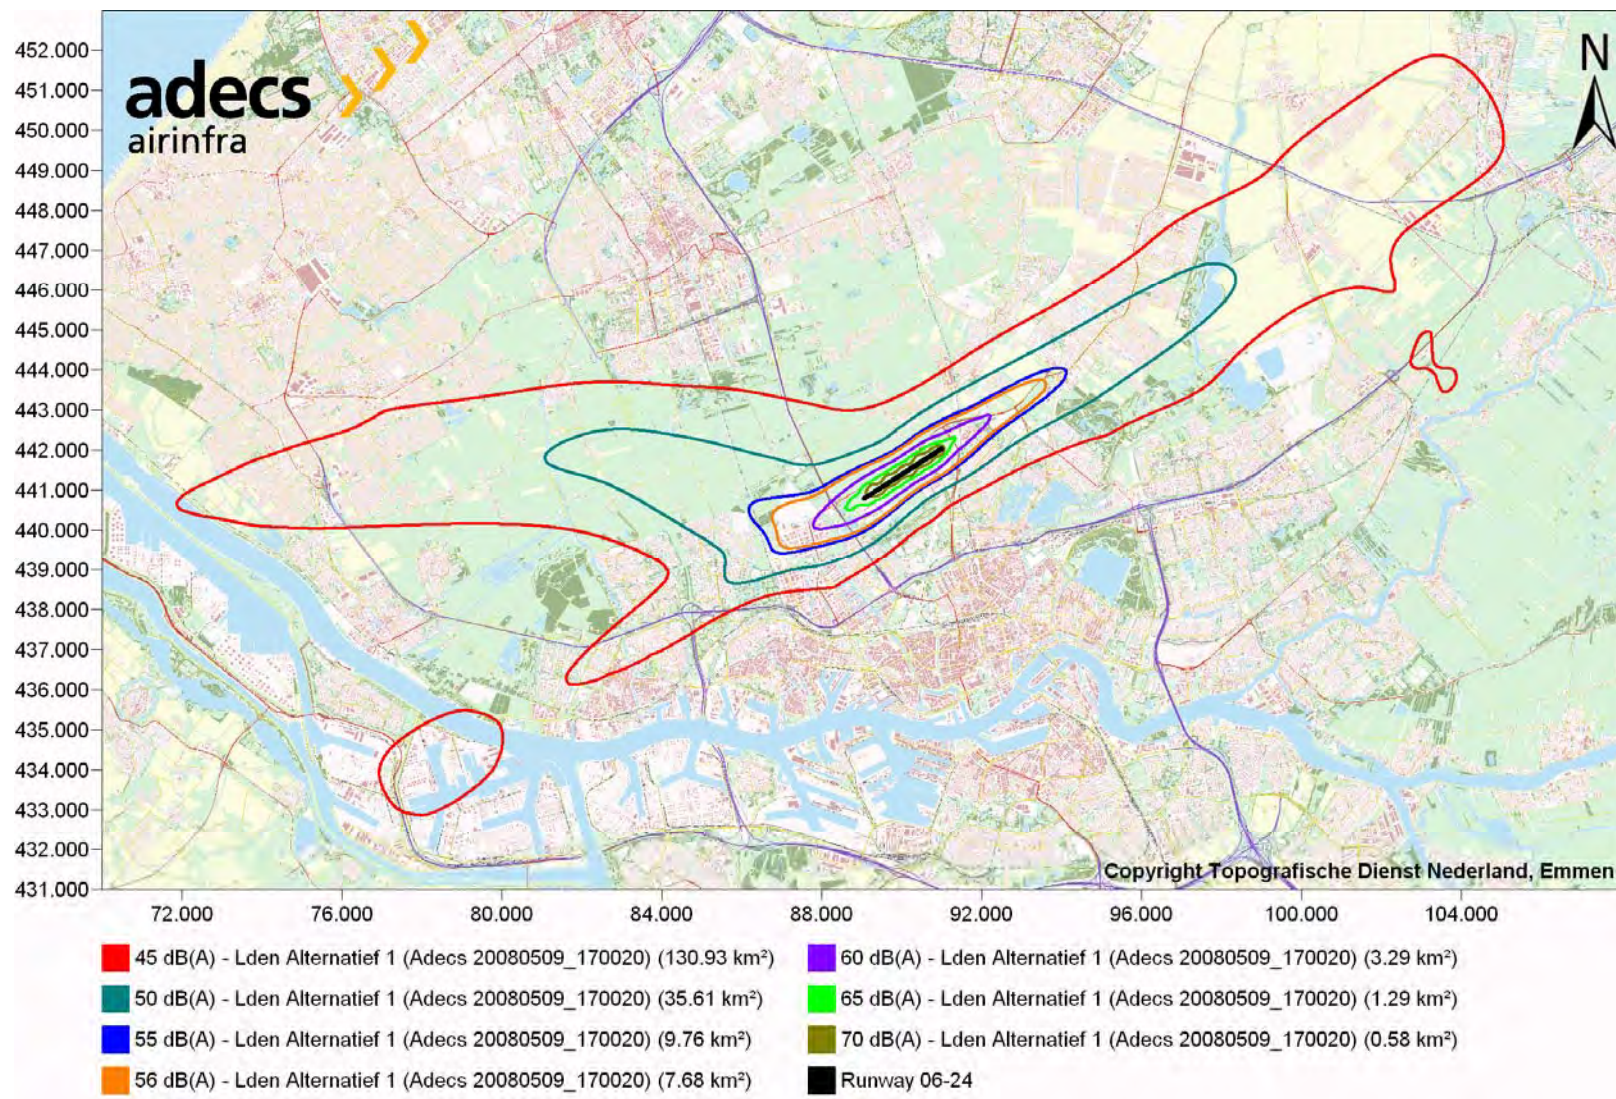 adecs
airinfra
N
452.000
451.000
450.000
449.000
448.000
447.000
446.000
445.000
444.000
443.000
442.000
441.000
440.000
439.000
438.000
437.000
436.000
435.000
434.000
433.000
432.000
431.000
Copyright Topografische Dienst Nederland, Emmen
72.000 76.000 80.000 84.000 88.000 92.000 96.000 100.000 104.000
45 dB(A) - Lden Alternatief 1 (Adecs 20080509_170020) (130.93 km²)
50 dB(A) - Lden Alternatief 1 (Adecs 20080509_170020) (35.61 km²)
55 dB(A) - Lden Alternatief 1 (Adecs 20080509_170020) (9.76 km²)
56 dB(A) - Lden Alternatief 1 (Adecs 20080509_170020) (7.68 km²)
60 dB(A) - Lden Alternatief 1 (Adecs 20080509_170020) (3.29 km²)
65 dB(A) - Lden Alternatief 1 (Adecs 20080509_170020) (1.29 km²)
70 dB(A) - Lden Alternatief 1 (Adecs 20080509_170020) (0.58 km²)
Runway 06-24